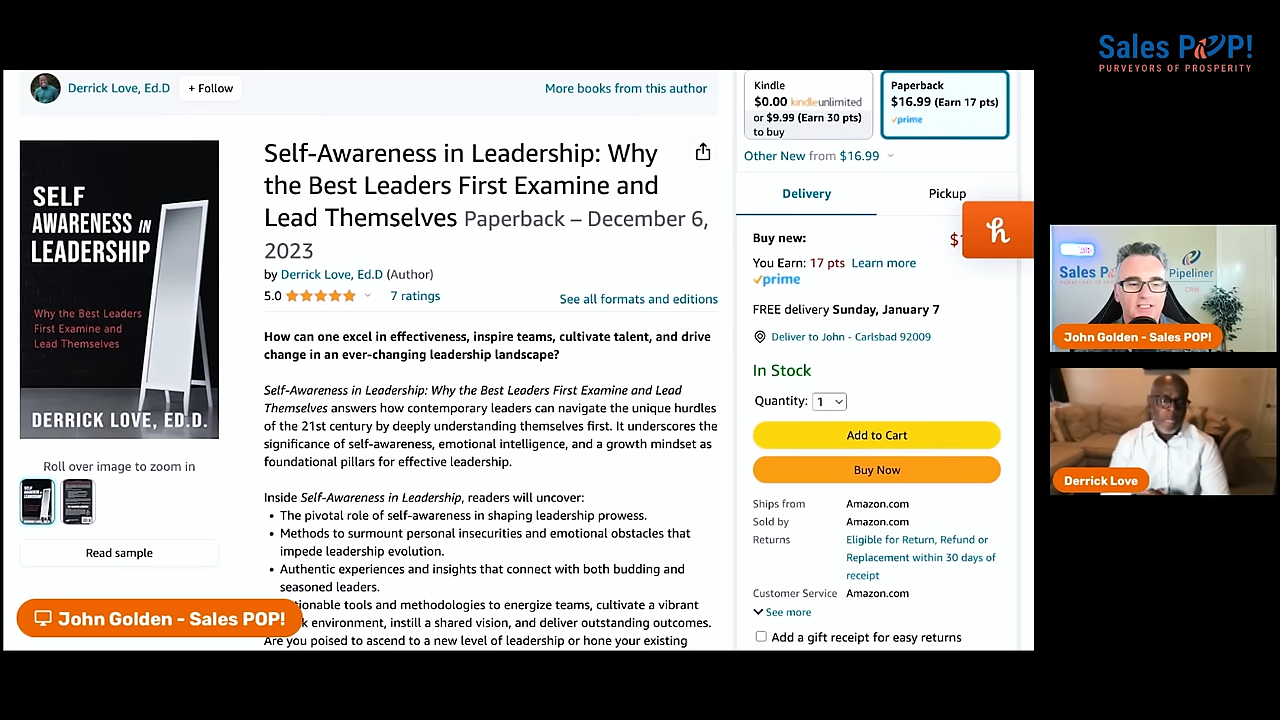 Sales POP!
PURVEYORS OF PROSPERITY
Derrick Love, Ed.D
+ Follow
More books from this author
SELF
AWARENESS IN
LEADERSHIP
Why the Best Leaders
First Examine and
Lead Themselves
DERRICK LOVE, ED.D.
Roll over image to zoom in
Read sample
Self-Awareness in Leadership: Why
the Best Leaders First Examine and
Lead Themselves Paperback – December 6,
2023
by Derrick Love, Ed.D (Author)
5.0
7 ratings
See all formats and editions
How can one excel in effectiveness, inspire teams, cultivate talent, and drive
change in an ever-changing leadership landscape?
Self-Awareness in Leadership: Why the Best Leaders First Examine and Lead
Themselves answers how contemporary leaders can navigate the unique hurdles
of the 21st century by deeply understanding themselves first. It underscores the
significance of self-awareness, emotional intelligence, and a growth mindset as
foundational pillars for effective leadership.
Inside Self-Awareness in Leadership, readers will uncover:
• The pivotal role of self-awareness in shaping leadership prowess.
• Methods to surmount personal insecurities and emotional obstacles that
impede leadership evolution.
• Authentic experiences and insights that connect with both budding and
seasoned leaders.
tionable tools and methodologies to energize teams, cultivate a vibrant
k environment, instill a shared vision, and deliver outstanding outcomes.
Are you poised to ascend to a new level of leadership or hone your existing
John Golden - Sales POP!
Kindle
$0.00 kindleunlimited
or $9.99 (Earn 30 pts)
to buy
Paperback
$16.99 (Earn 17 pts)
prime
Other New from $16.99
Delivery
Pickup
Buy new:
You Earn: 17 pts Learn more
prime
FREE delivery Sunday, January 7
Deliver to John - Carlsbad 92009
In Stock
Quantity: 1
Add to Cart
Buy Now
Ships from Amazon.com
Sold by Amazon.com
Returns Eligible for Return, Refund or
Replacement within 30 days of
receipt
Customer Service Amazon.com
See more
Add a gift receipt for easy returns
Sales P
Pipeliner
CRM
John Golden - Sales POP!
Derrick Love